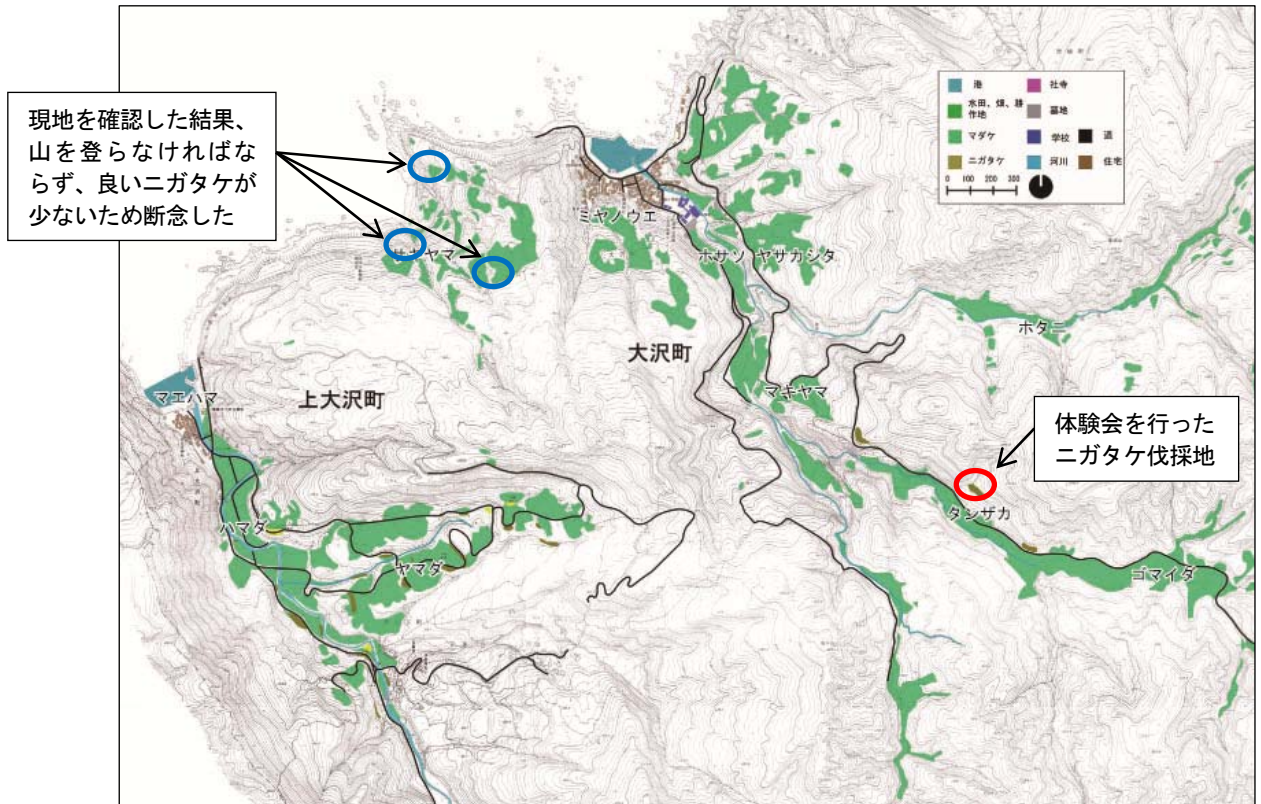 現地を確認した結果、
山を登らなければな
らず、良いニガタケが
少ないため断念した
港
水田、畑、耕
作地
マダケ
ニガタケ
社寺
墓地
学校
河川
道
住宅
0 100 200 300
ミヤノウエ
サキヤマ
ホサソ
ヤサカシタ
ホタニ
大沢町
マキヤマ
マエハマ
上大沢町
体験会を行った
ニガタケ伐採地
タシザカ
ハマダ
ヤマダ
ゴマイダ